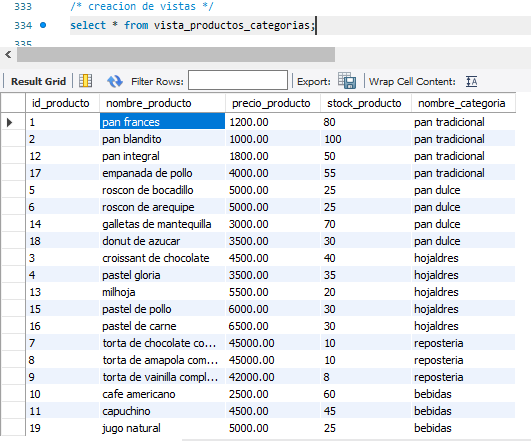 333 /* creacion de vistas */
334 select * from vista_productos_categorias;
335
Result Grid Filter Rows: Export: Wrap Cell Content:
id_producto nombre_producto precio_producto stock_producto nombre_categoria
1 pan frances 1200.00 80 pan tradicional
2 pan blandito 1000.00 100 pan tradicional
12 pan integral 1800.00 50 pan tradicional
17 empanada de pollo 4000.00 55 pan tradicional
5 roscon de bocadillo 5000.00 25 pan dulce
6 roscon de arequipe 5000.00 25 pan dulce
14 galletas de mantequilla 3000.00 70 pan dulce
18 donut de azucar 3500.00 30 pan dulce
3 croissant de chocolate 4500.00 40 hojaldres
4 pastel gloria 3500.00 35 hojaldres
13 milhoja 5500.00 20 hojaldres
15 pastel de pollo 6000.00 30 hojaldres
16 pastel de carne 6500.00 30 hojaldres
7 torta de chocolate co... 45000.00 10 reposteria
8 torta de amapola com... 45000.00 10 reposteria
9 torta de vainilla compl... 42000.00 8 reposteria
10 cafe americano 2500.00 60 bebidas
11 capuchino 4500.00 45 bebidas
19 jugo natural 5000.00 25 bebidas